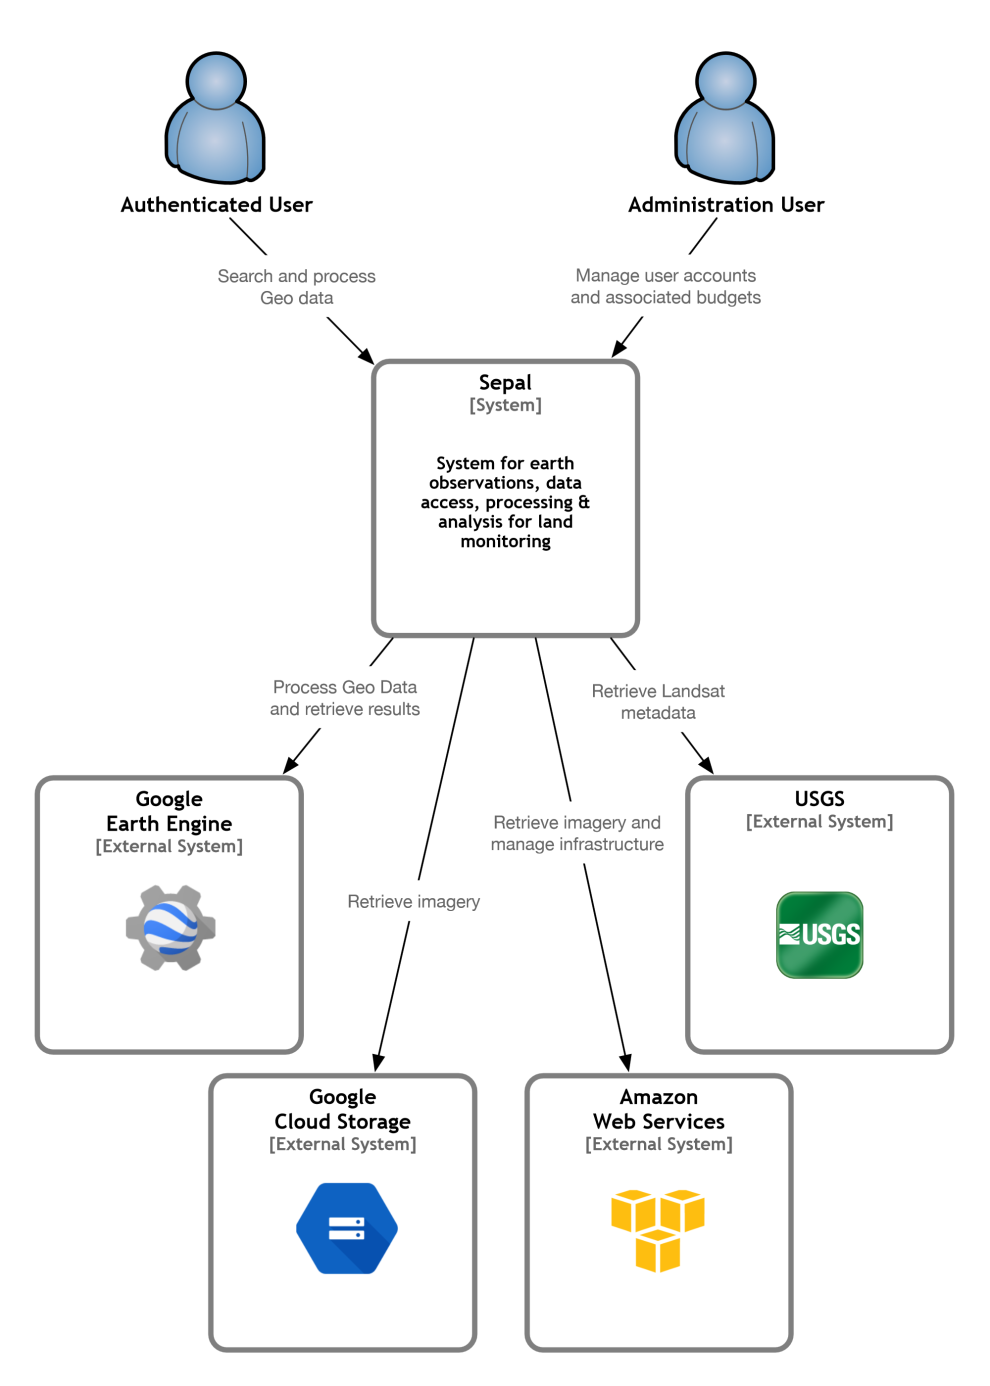 Authenticated User
Administration User
Search and process
Geo data
Manage user accounts
and associated budgets
Sepal
[System]
System for earth
observations, data
access, processing &
analysis for land
monitoring
Process Geo Data
and retrieve results
Retrieve Landsat
metadata
Retrieve imagery and
manage infrastructure
Retrieve imagery
Google
Earth Engine
[External System]
USGS
[External System]
USGS
Google
Cloud Storage
[External System]
Amazon
Web Services
[External System]